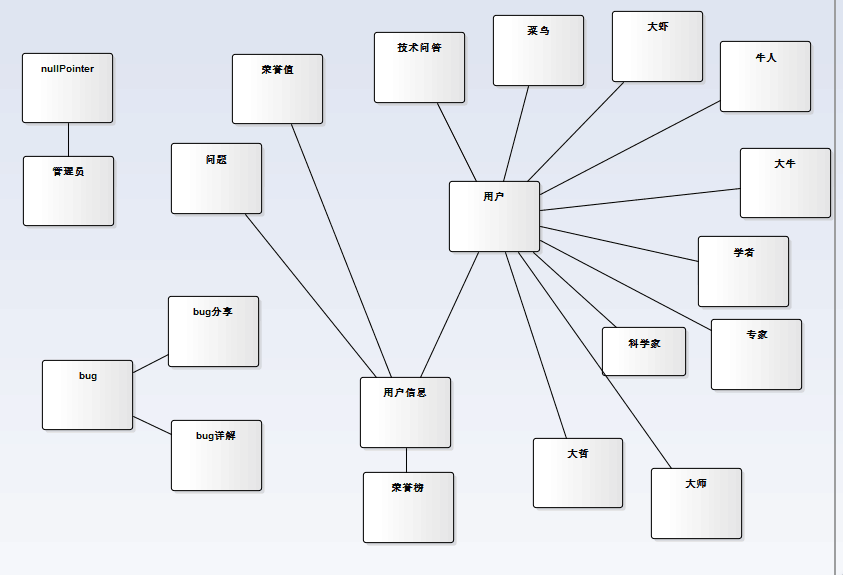 菜鸟
大虾
技术问答
牛人
nullPointer
荣誉值
问题
管理员
大牛
用户
学者
bug分享
专家
科学家
bug
用户信息
bug详解
大哲
大师
荣誉榜